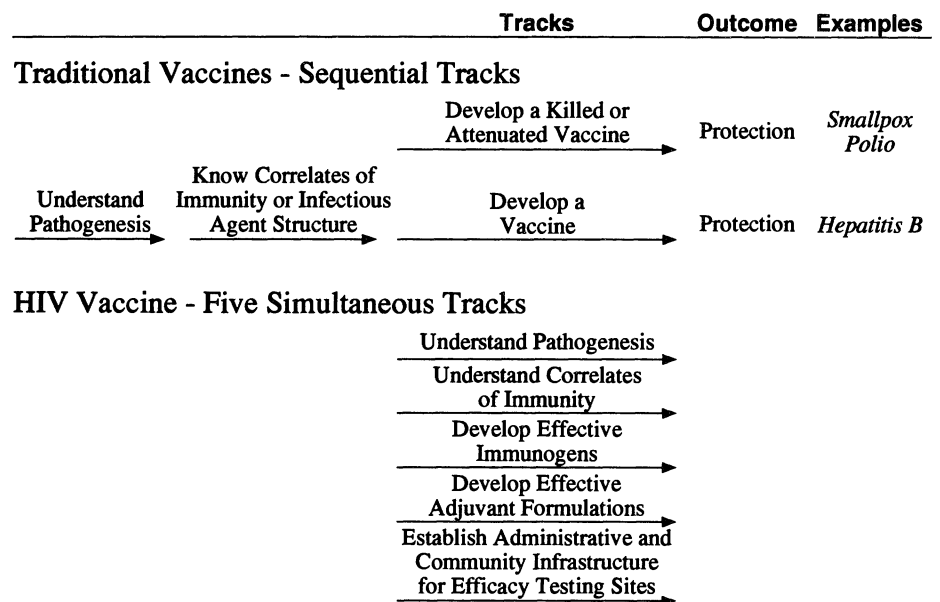 Tracks Outcome Examples
Traditional Vaccines - Sequential Tracks
Develop a Killed or
Attenuated Vaccine
Protection
Smallpox
Polio
Understand
Pathogenesis
Know Correlates of
Immunity or Infectious
Agent Structure
Develop a
Vaccine
Protection
Hepatitis B
HIV Vaccine - Five Simultaneous Tracks
Understand Pathogenesis
Understand Correlates
of Immunity
Develop Effective
Immunogens
Develop Effective
Adjuvant Formulations
Establish Administrative and
Community Infrastructure
for Efficacy Testing Sites